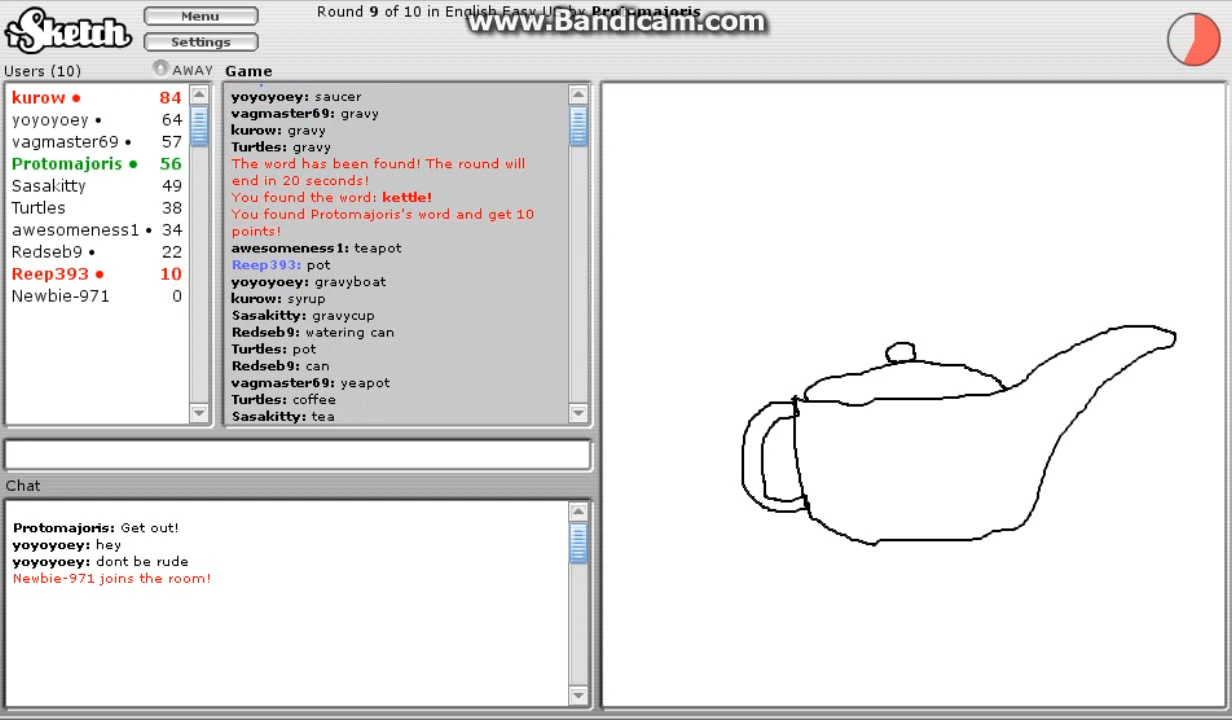 Round 9 of 10 in English Easy US by Protomajoris
www.Bandicam.com
iSketch
Menu
Settings
Users (10)
AWAY
Game
kurow • 84
yoyoyoey • 64
vagmaster69 • 57
Protomajoris • 56
Sasakitty 49
Turtles 38
awesomeness1 • 34
Redseb9 • 22
Reep393 • 10
Newbie-971 0
yoyoyoey: saucer
vagmaster69: gravy
kurow: gravy
Turtles: gravy
The word has been found! The round will
end in 20 seconds!
You found the word: kettle!
You found Protomajoris's word and get 10
points!
awesomeness1: teapot
Reep393: pot
yoyoyoey: gravyboat
kurow: syrup
Sasakitty: gravycup
Redseb9: watering can
Turtles: pot
Redseb9: can
vagmaster69: yeapot
Turtles: coffee
Sasakitty: tea
Chat
Protomajoris: Get out!
yoyoyoey: hey
yoyoyoey: dont be rude
Newbie-971 joins the room!